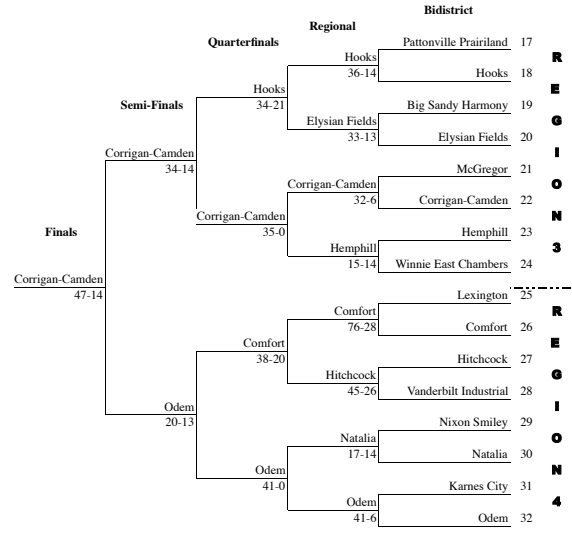 Bidistrict
Regional
Quarterfinals
Pattonville Prairiland 17
Hooks
36-14
Hooks 18
Hooks
34-21
Semi-Finals
Big Sandy Harmony 19
Elysian Fields
33-13
Elysian Fields 20
Corrigan-Camden
34-14
McGregor 21
Corrigan-Camden
32-6
Corrigan-Camden 22
Corrigan-Camden
35-0
Finals
Hemphill 23
Hemphill
15-14
Winnie East Chambers 24
REGION 3
Corrigan-Camden
47-14
Lexington 25
Comfort
76-28
Comfort 26
Comfort
38-20
Hitchcock 27
Hitchcock
45-26
Vanderbilt Industrial 28
Odem
20-13
Nixon Smiley 29
Natalia
17-14
Natalia 30
Odem
41-0
Karnes City 31
Odem
41-6
Odem 32
REGION 4